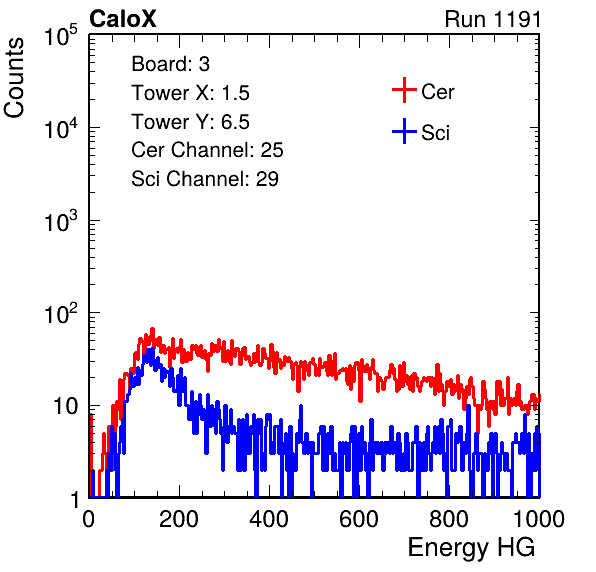 CaloX Run 1191
Counts
10^5
10^4
10^3
10^2
10
1
Board: 3
Tower X: 1.5
Tower Y: 6.5
Cer Channel: 25
Sci Channel: 29
Cer
Sci
0 200 400 600 800 1000
Energy HG